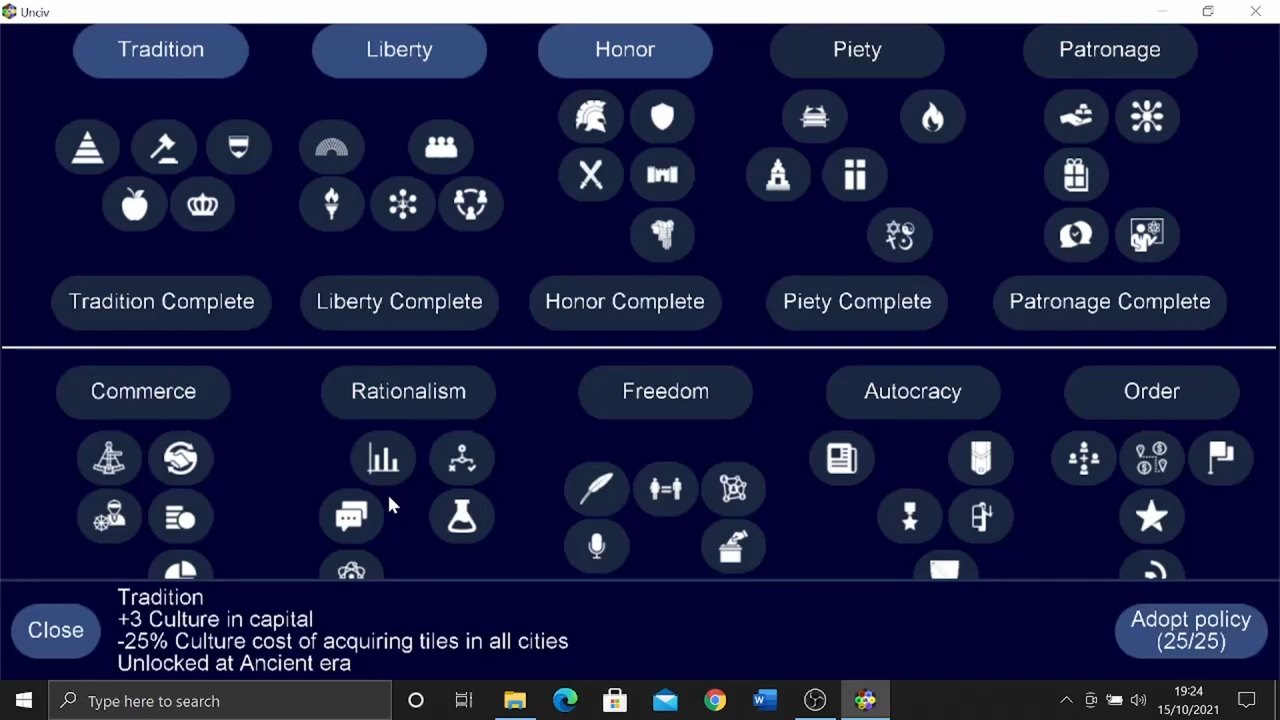 Unciv
Tradition
Liberty
Honor
Piety
Patronage
Tradition Complete
Liberty Complete
Honor Complete
Piety Complete
Patronage Complete
Commerce
Rationalism
Freedom
Autocracy
Order
Tradition
+3 Culture in capital
-25% Culture cost of acquiring tiles in all cities
Unlocked at Ancient era
Close
Adopt policy
(25/25)
Type here to search
19:24
15/10/2021